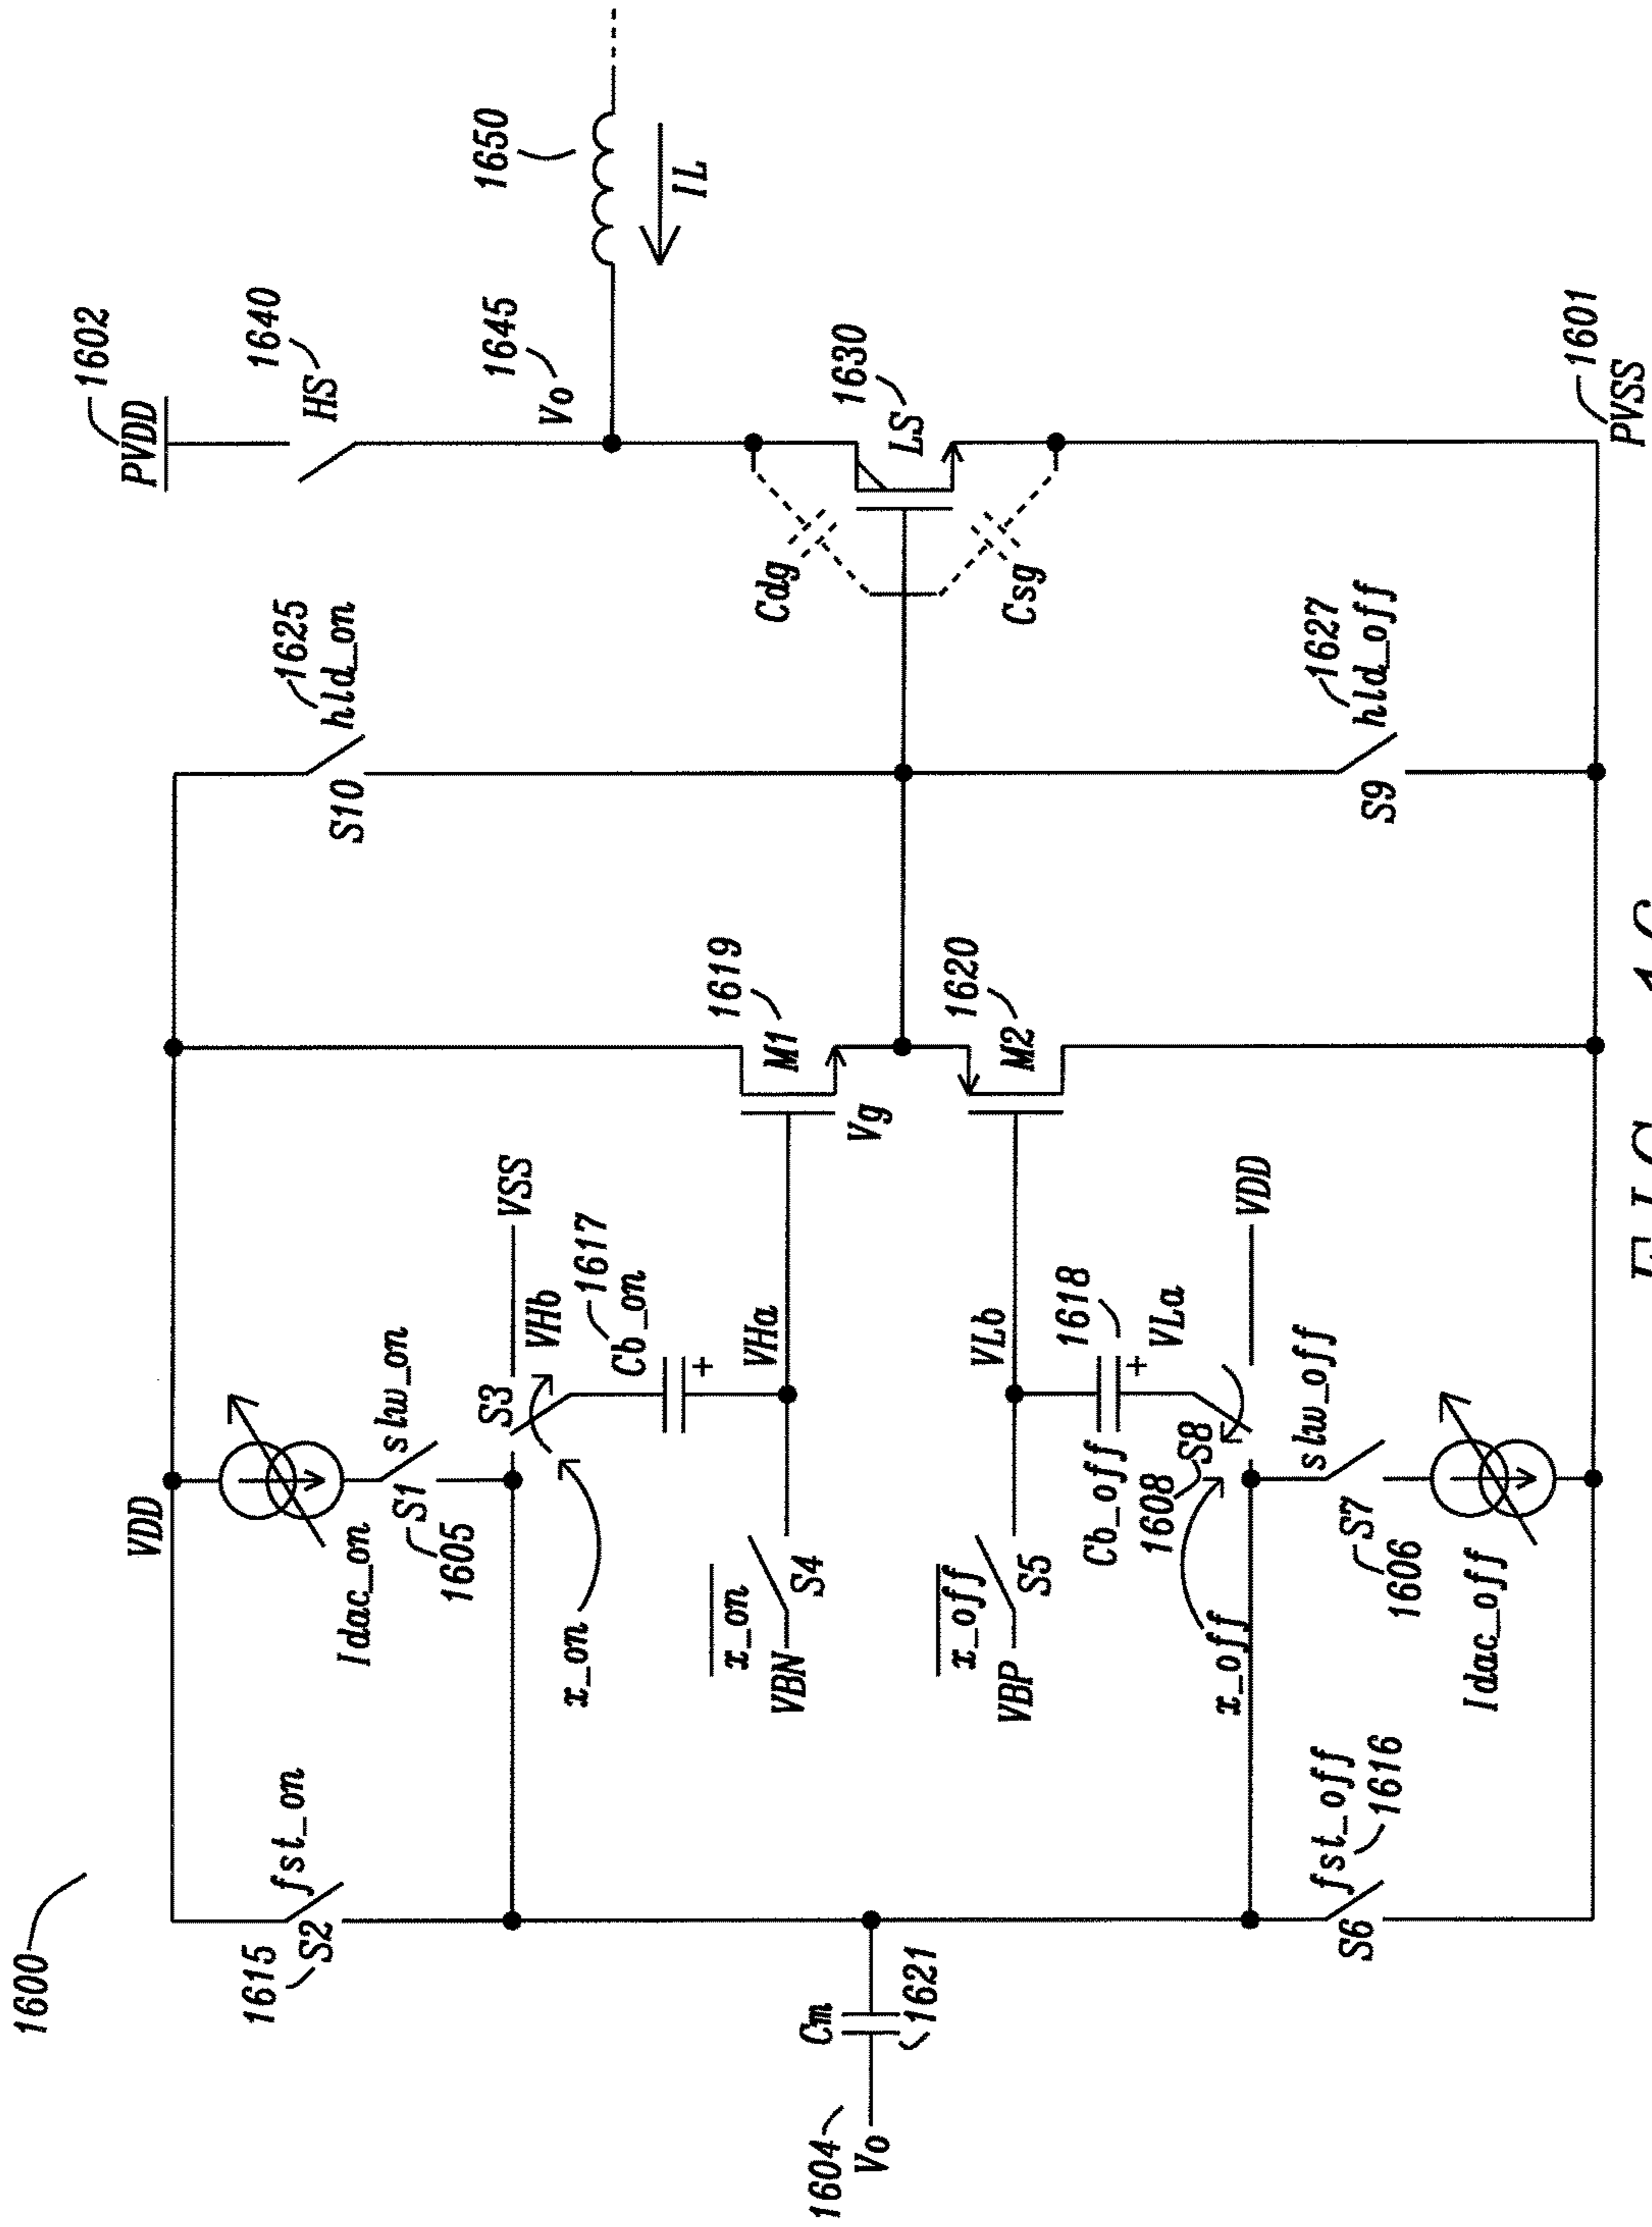 1600
PVDD
1602
HS
1640
Vo
1645
1650
IL
LS
1630
Cdg
Csg
PVSS
1601
1625
hld_on
S10
1627
hld_off
S9
1619
M1
Vg
1620
M2
VDD
Idac_on
slw_on
S1
1605
fst_on
S2
1615
VSS
S3
VHb
1617
Cb_on
x_on
VHa
x_on
VBN
S4
VLb
x_off
VBP
S5
1618
Cb_off
VLa
S8
1608
VDD
x_off
slw_off
S7
1606
Idac_off
fst_off
1616
S6
Cm
1621
1604
Vo
FIG. 16